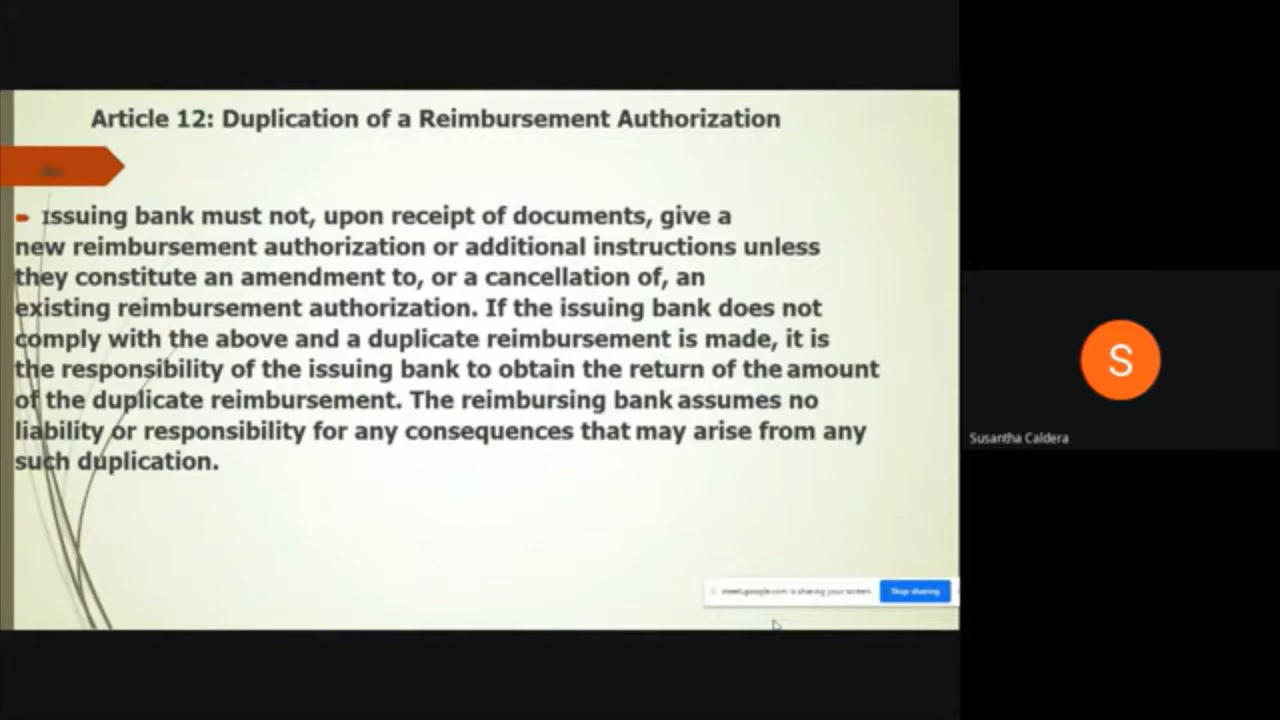 Article 12: Duplication of a Reimbursement Authorization
Issuing bank must not, upon receipt of documents, give a
new reimbursement authorization or additional instructions unless
they constitute an amendment to, or a cancellation of, an
existing reimbursement authorization. If the issuing bank does not
comply with the above and a duplicate reimbursement is made, it is
the responsibility of the issuing bank to obtain the return of the amount
of the duplicate reimbursement. The reimbursing bank assumes no
liability or responsibility for any consequences that may arise from any
such duplication.
meet.google.com is sharing your screen.
Stop sharing
S
Susantha Caldera